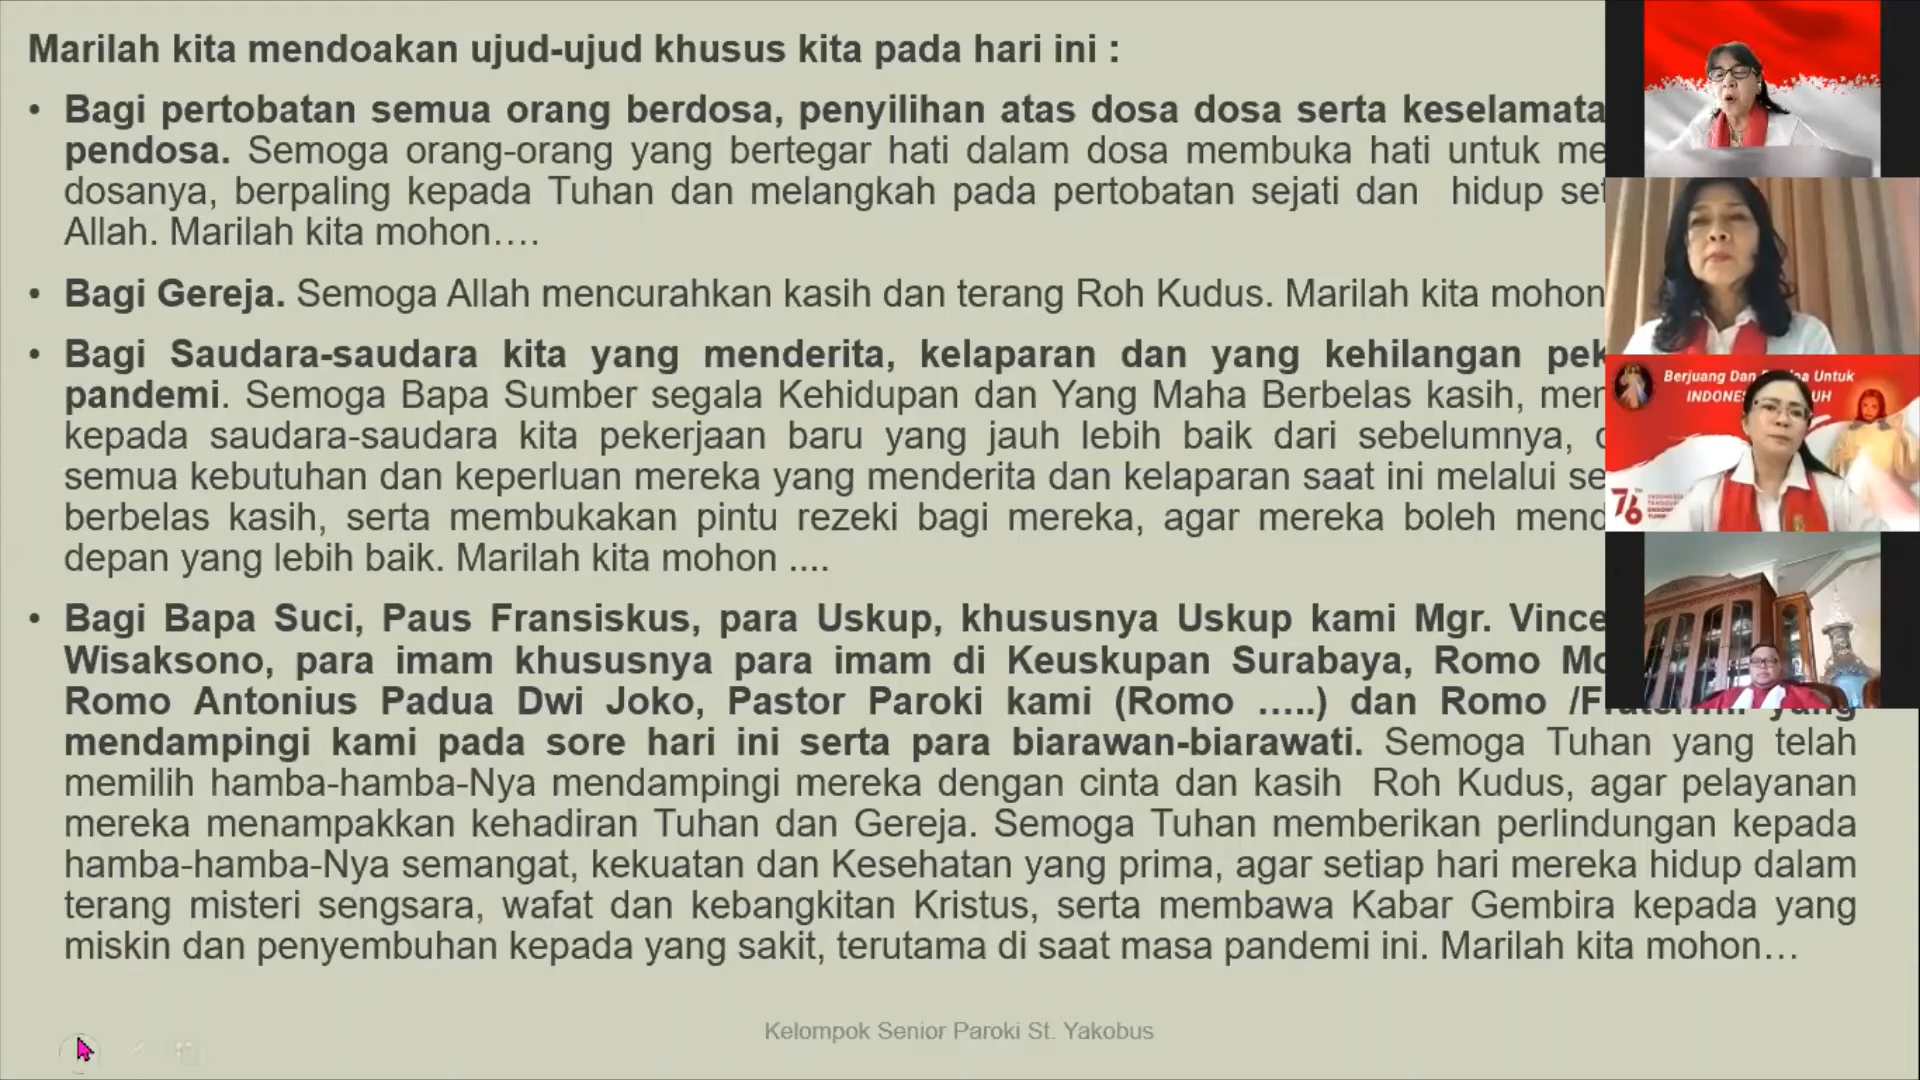 Marilah kita mendoakan ujud-ujud khusus kita pada hari ini :
• Bagi pertobatan semua orang berdosa, penyilihan atas dosa dosa serta
pendosa. Semoga orang-orang yang bertegar hati dalam dosa membuka hati untuk
dosanya, berpaling kepada Tuhan dan melangkah pada pertobatan sejati dan hidup
Allah. Marilah kita mohon….
• Bagi Gereja. Semoga Allah mencurahkan kasih dan terang Roh Kudus. Marilah kita mohon
• Bagi Saudara-saudara kita yang menderita, kelaparan dan yang kehilangan
pandemi. Semoga Bapa Sumber segala Kehidupan dan Yang Maha Berbelas kasih,
kepada saudara-saudara kita pekerjaan baru yang jauh lebih baik dari sebelumnya,
semua kebutuhan dan keperluan mereka yang menderita dan kelaparan saat ini melalui
berbelas kasih, serta membukakan pintu rezeki bagi mereka, agar mereka boleh
depan yang lebih baik. Marilah kita mohon ....
• Bagi Bapa Suci, Paus Fransiskus, para Uskup, khususnya Uskup kami Mgr.
Wisaksono, para imam khususnya para imam di Keuskupan Surabaya, Romo
Romo Antonius Padua Dwi Joko, Pastor Paroki kami (Romo …..) dan Romo
mendampingi kami pada sore hari ini serta para biarawan-biarawati. Semoga Tuhan yang telah
memilih hamba-hamba-Nya mendampingi mereka dengan cinta dan kasih Roh Kudus, agar pelayanan
mereka menampakkan kehadiran Tuhan dan Gereja. Semoga Tuhan memberikan perlindungan kepada
hamba-hamba-Nya semangat, kekuatan dan Kesehatan yang prima, agar setiap hari mereka hidup dalam
terang misteri sengsara, wafat dan kebangkitan Kristus, serta membawa Kabar Gembira kepada yang
miskin dan penyembuhan kepada yang sakit, terutama di saat masa pandemi ini. Marilah kita mohon…
Kelompok Senior Paroki St. Yakobus
Berjuang Dan Untuk
76